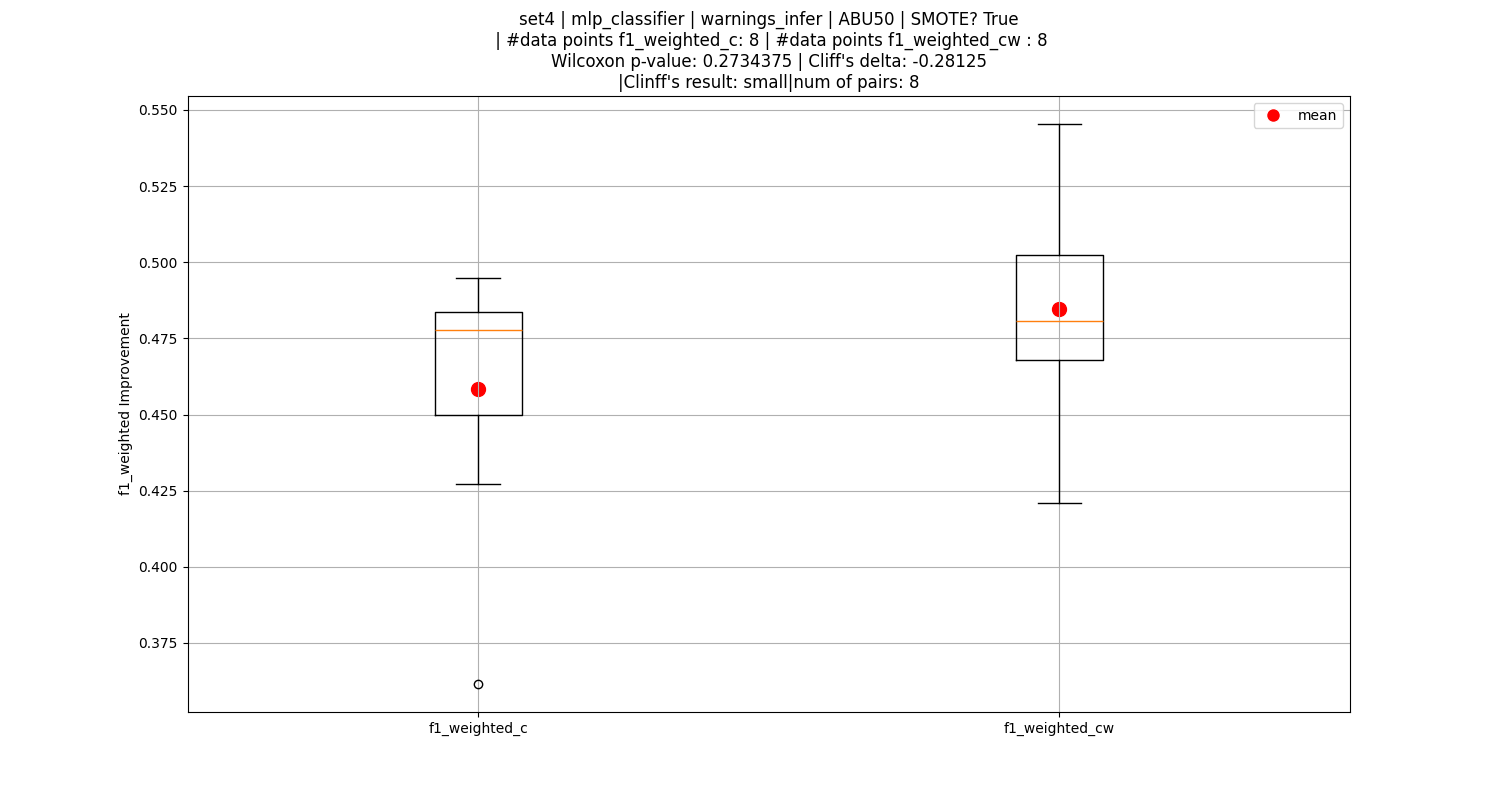 set4 | mlp_classifier | warnings_infer | ABU50 | SMOTE? True
| #data points f1_weighted_c: 8 | #data points f1_weighted_cw : 8
Wilcoxon p-value: 0.2734375 | Cliff's delta: -0.28125
|Clinff's result: small|num of pairs: 8
mean
0.550
0.525
0.500
0.475
0.450
0.425
0.400
0.375
f1_weighted Improvement
f1_weighted_c
f1_weighted_cw